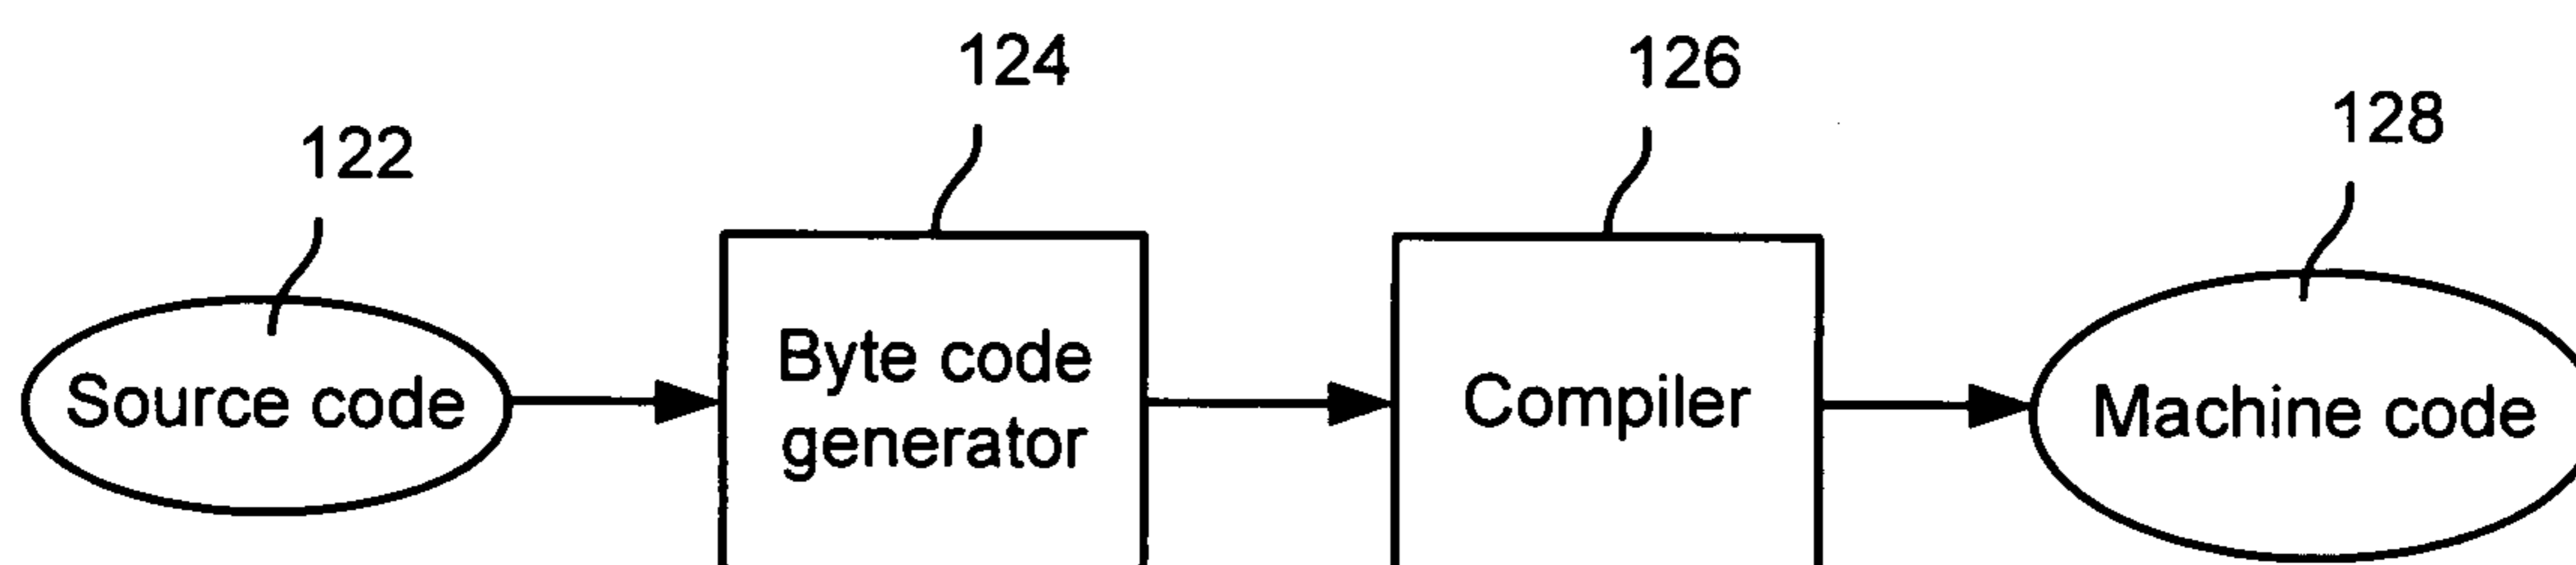 124
126
128
122
Byte code
generator
Source code
Compiler
Machine code